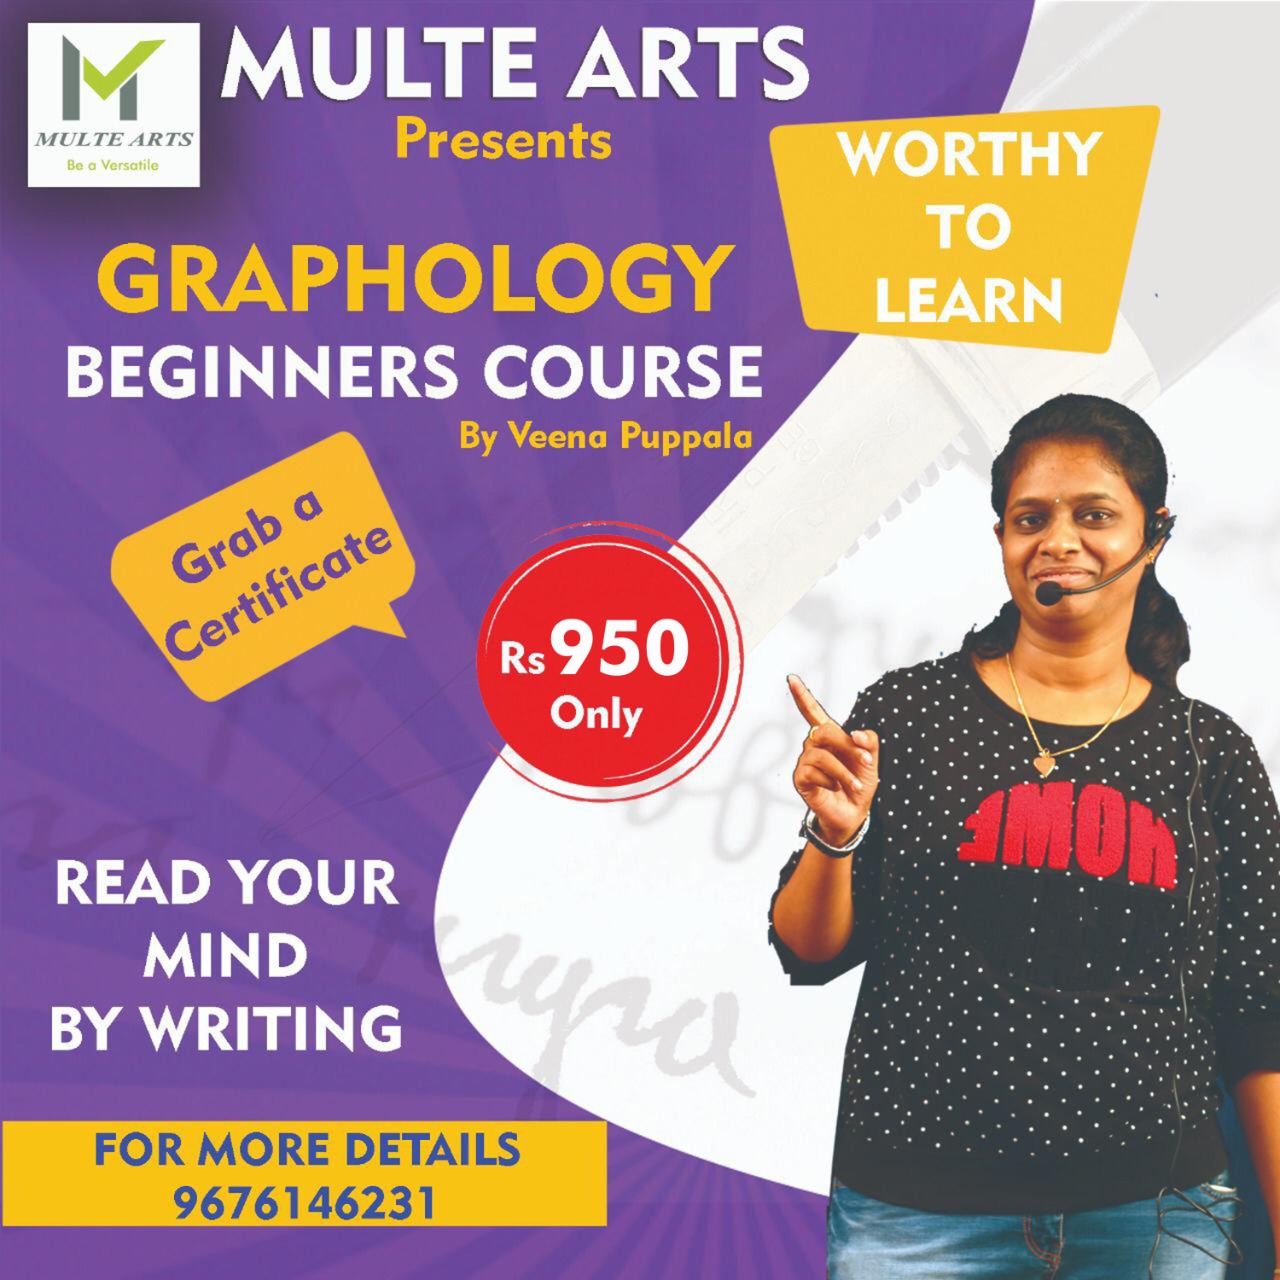 MULTE ARTS
Be a Versatile
MULTE ARTS
Presents
WORTHY
TO
LEARN
GRAPHOLOGY
BEGINNERS COURSE
By Veena Puppala
Grab a
Certificate
Rs 950
Only
HOME
READ YOUR
MIND
BY WRITING
FOR MORE DETAILS
9676146231